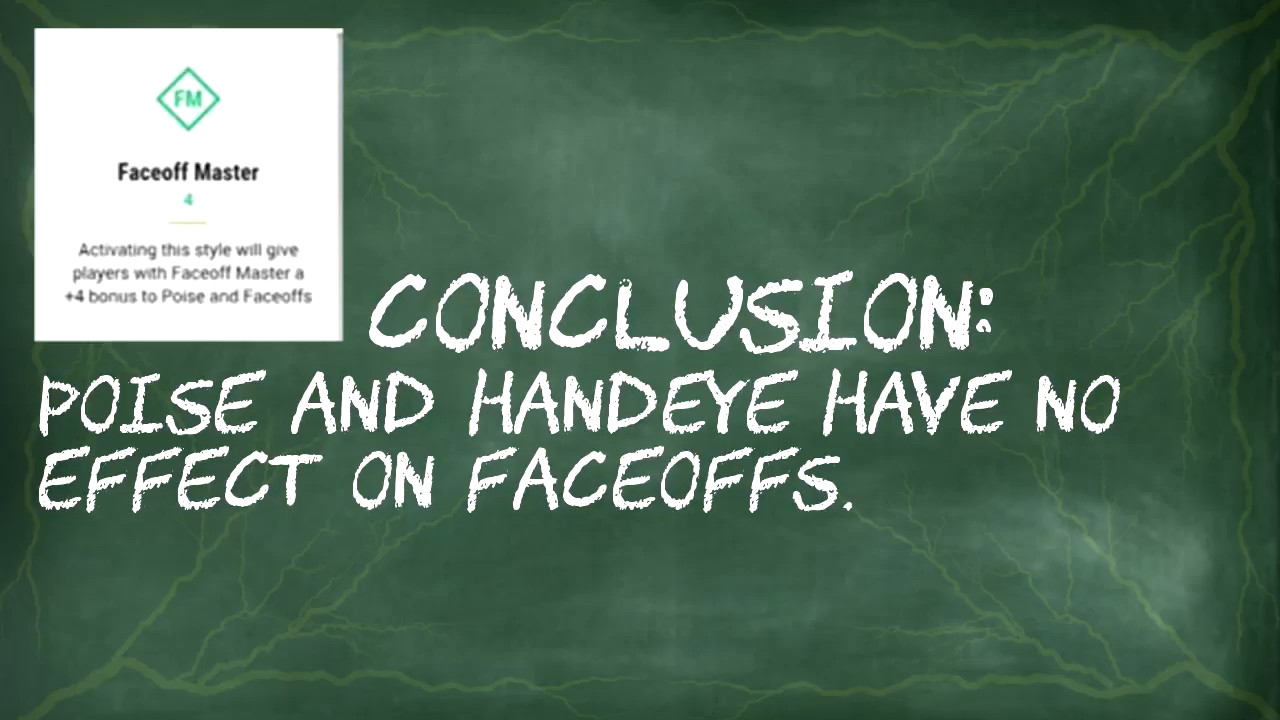 FM
Faceoff Master
4
Activating this style will give
players with Faceoff Master a
+4 bonus to Poise and Faceoffs
CONCLUSION:
POISE AND HANDEYE HAVE NO
EFFECT ON FACEOFFS.